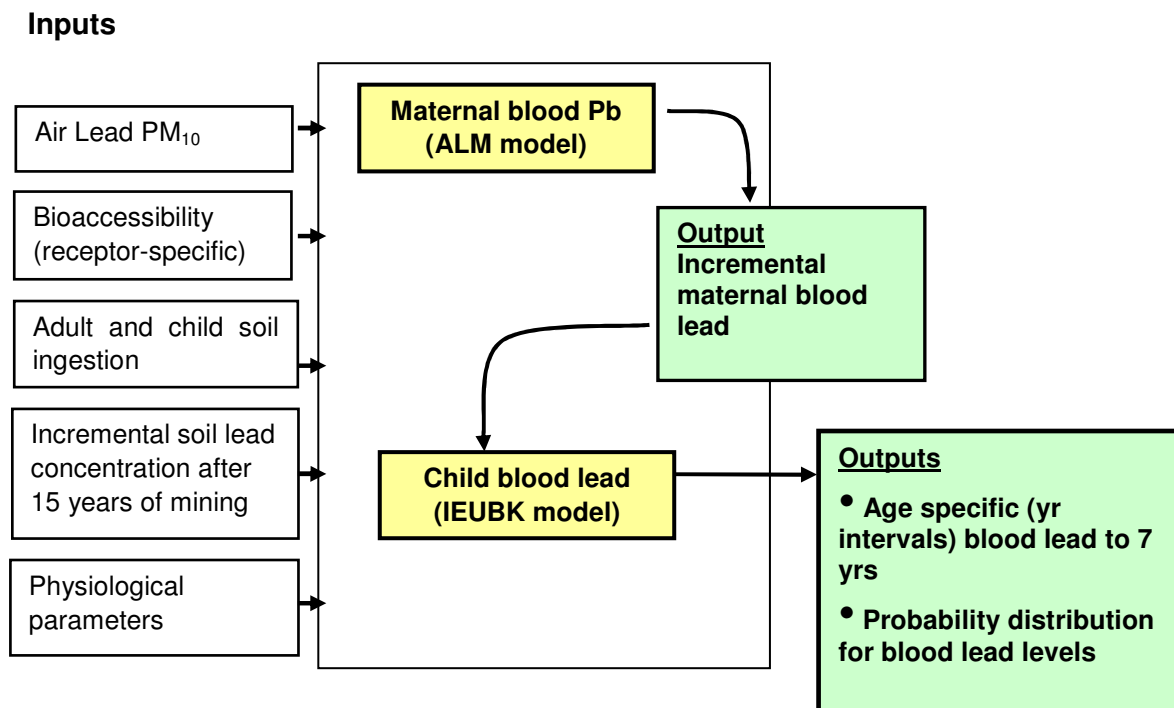 Inputs
Air Lead PM₁₀
Bioaccessibility
(receptor-specific)
Adult and child soil
ingestion
Incremental soil lead
concentration after
15 years of mining
Physiological
parameters
Maternal blood Pb
(ALM model)
Output
Incremental
maternal blood
lead
Child blood lead
(IEUBK model)
Outputs
• Age specific (yr
intervals) blood lead to 7
yrs
• Probability distribution
for blood lead levels